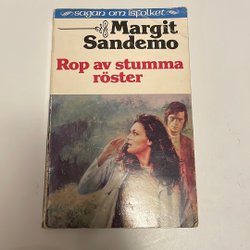 sagan om isfolket
Margit
Sandemo
Rop av stumma
röster